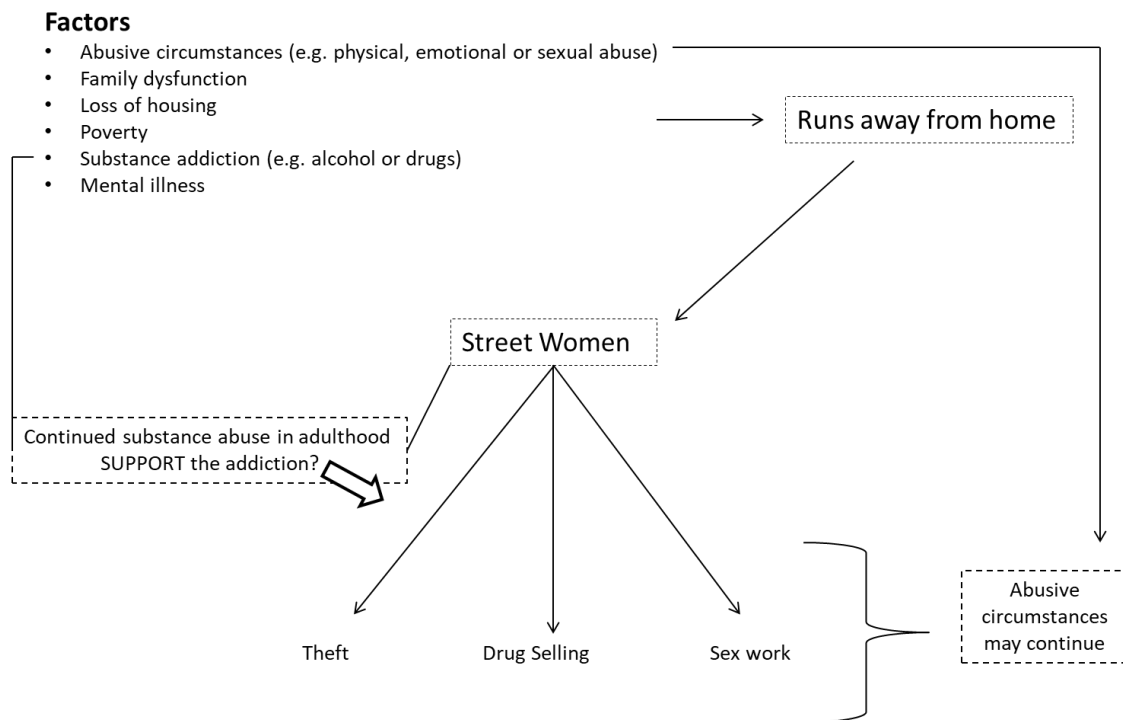 Factors
• Abusive circumstances (e.g. physical, emotional or sexual abuse)
• Family dysfunction
• Loss of housing
• Poverty
• Substance addiction (e.g. alcohol or drugs)
• Mental illness
Runs away from home
Street Women
Continued substance abuse in adulthood
SUPPORT the addiction?
Theft
Drug Selling
Sex work
Abusive
circumstances
may continue